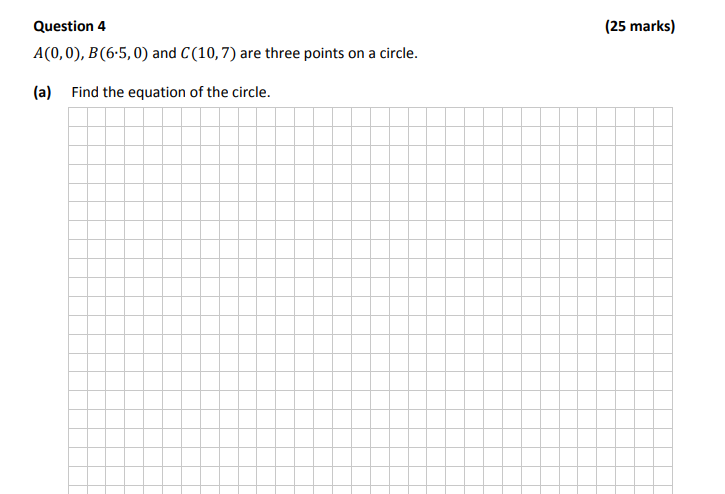 Question 4 (25 marks)
A(0, 0), B(6·5, 0) and C(10, 7) are three points on a circle.
(a) Find the equation of the circle.